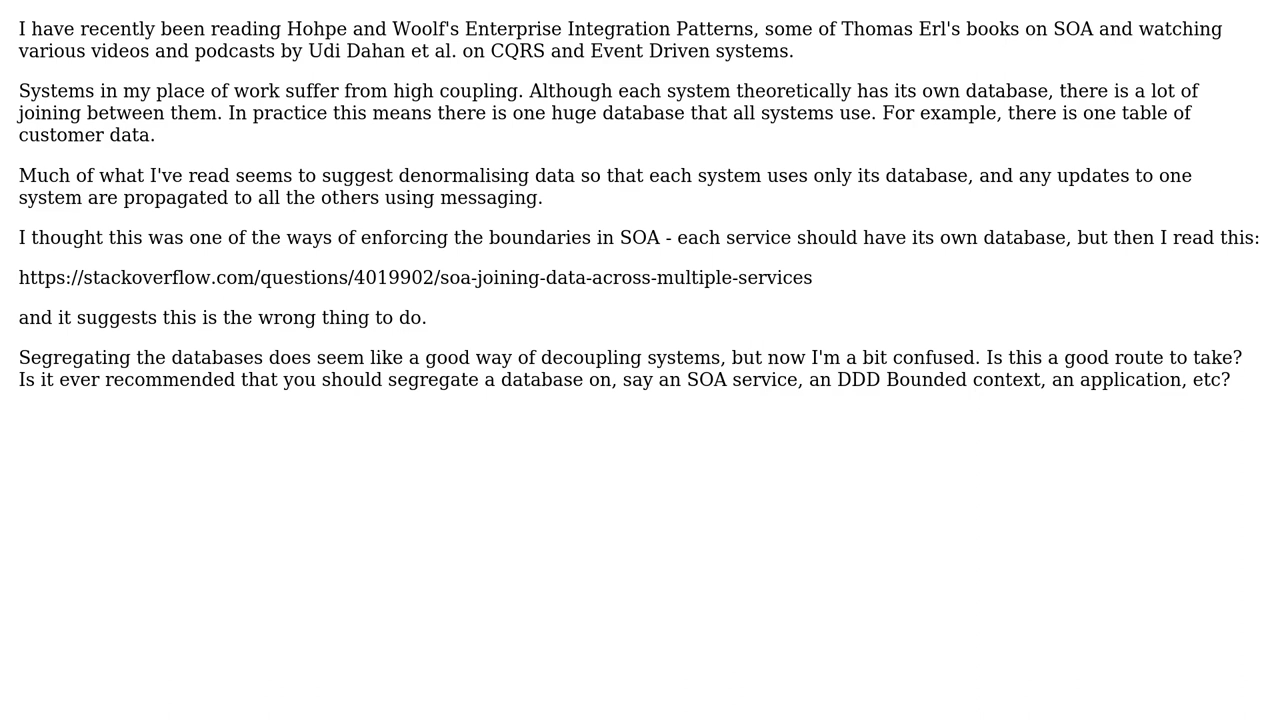 I have recently been reading Hohpe and Woolf's Enterprise Integration Patterns, some of Thomas Erl's books on SOA and watching
various videos and podcasts by Udi Dahan et al. on CQRS and Event Driven systems.
Systems in my place of work suffer from high coupling. Although each system theoretically has its own database, there is a lot of
joining between them. In practice this means there is one huge database that all systems use. For example, there is one table of
customer data.
Much of what I've read seems to suggest denormalising data so that each system uses only its database, and any updates to one
system are propagated to all the others using messaging.
I thought this was one of the ways of enforcing the boundaries in SOA - each service should have its own database, but then I read this:
https://stackoverflow.com/questions/4019902/soa-joining-data-across-multiple-services
and it suggests this is the wrong thing to do.
Segregating the databases does seem like a good way of decoupling systems, but now I'm a bit confused. Is this a good route to take?
Is it ever recommended that you should segregate a database on, say an SOA service, an DDD Bounded context, an application, etc?